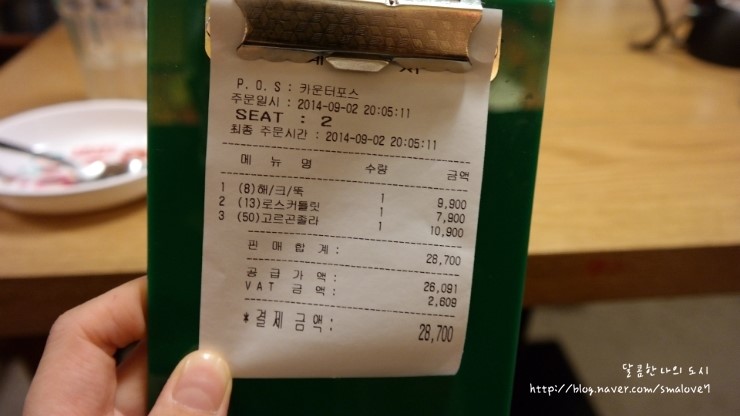 P.O.S : 카운터포스
주문일시 : 2014-09-02 20:05:11
SEAT : 2
최종 주문시간 : 2014-09-02 20:05:11
메 뉴 명 수량 금액
1 (8)해/크/뚝 1 9,900
2 (13)로스커틀릿 1 7,900
3 (50)고르곤졸라 1 10,900
판 매 합 계 : 28,700
공 급 가 액 : 26,091
VAT 금 액 : 2,609
*결제 금액: 28,700
달콤한 나의 도시
http://blog.naver.com/smalove9